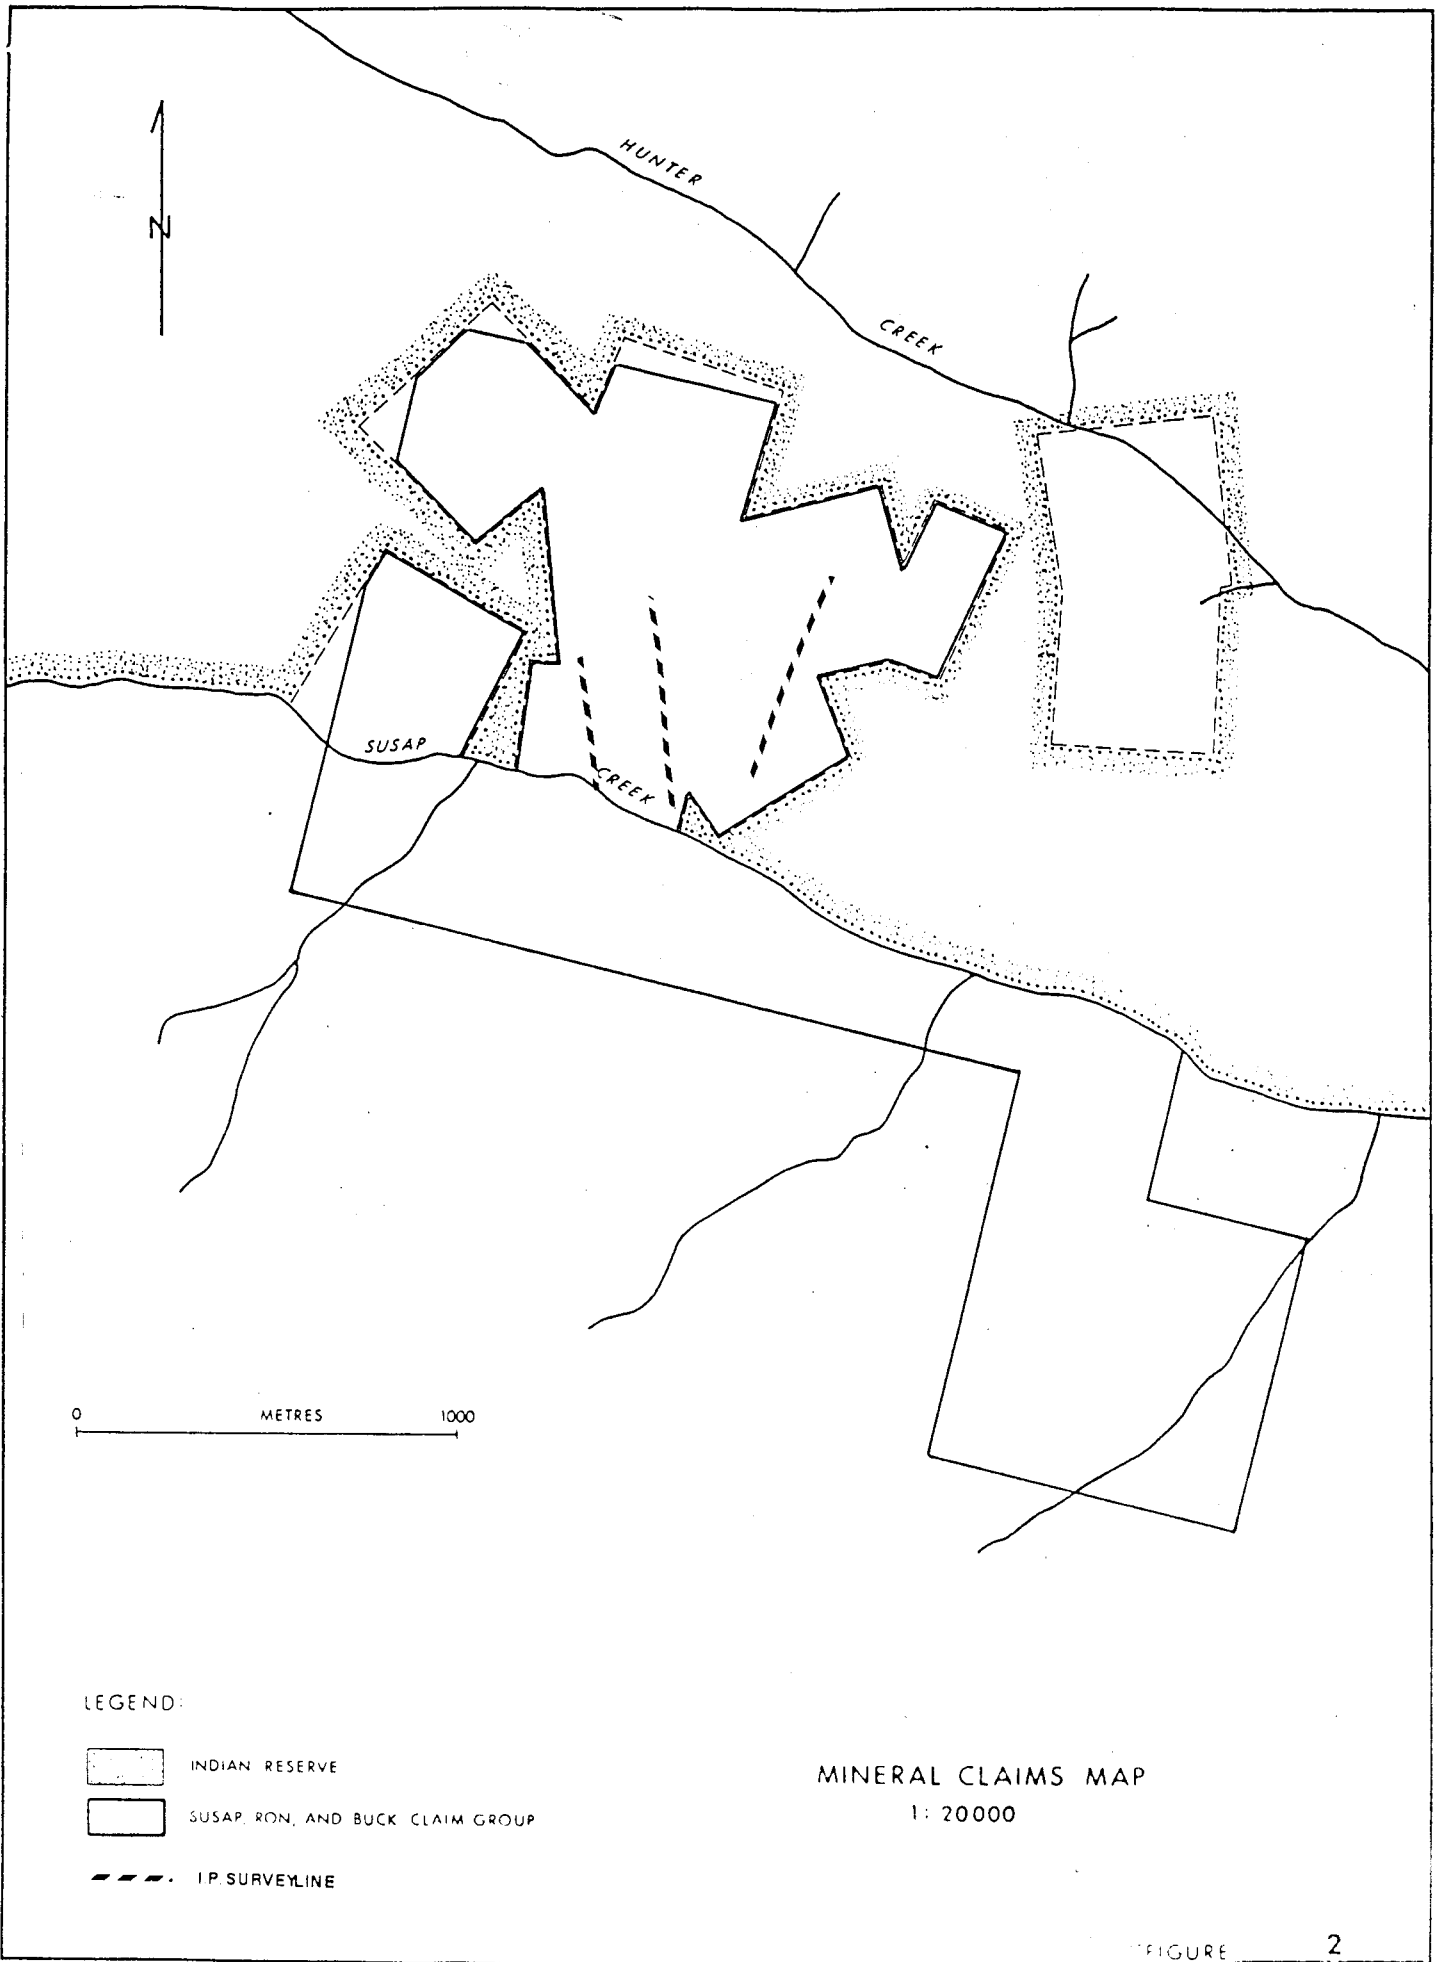 HUNTER
N
CREEK
SUSAP
CREEK
0 METRES 1000
LEGEND:
INDIAN RESERVE
SUSAP, RON, AND BUCK CLAIM GROUP
I.P. SURVEYLINE
MINERAL CLAIMS MAP
1: 20000
FIGURE 2